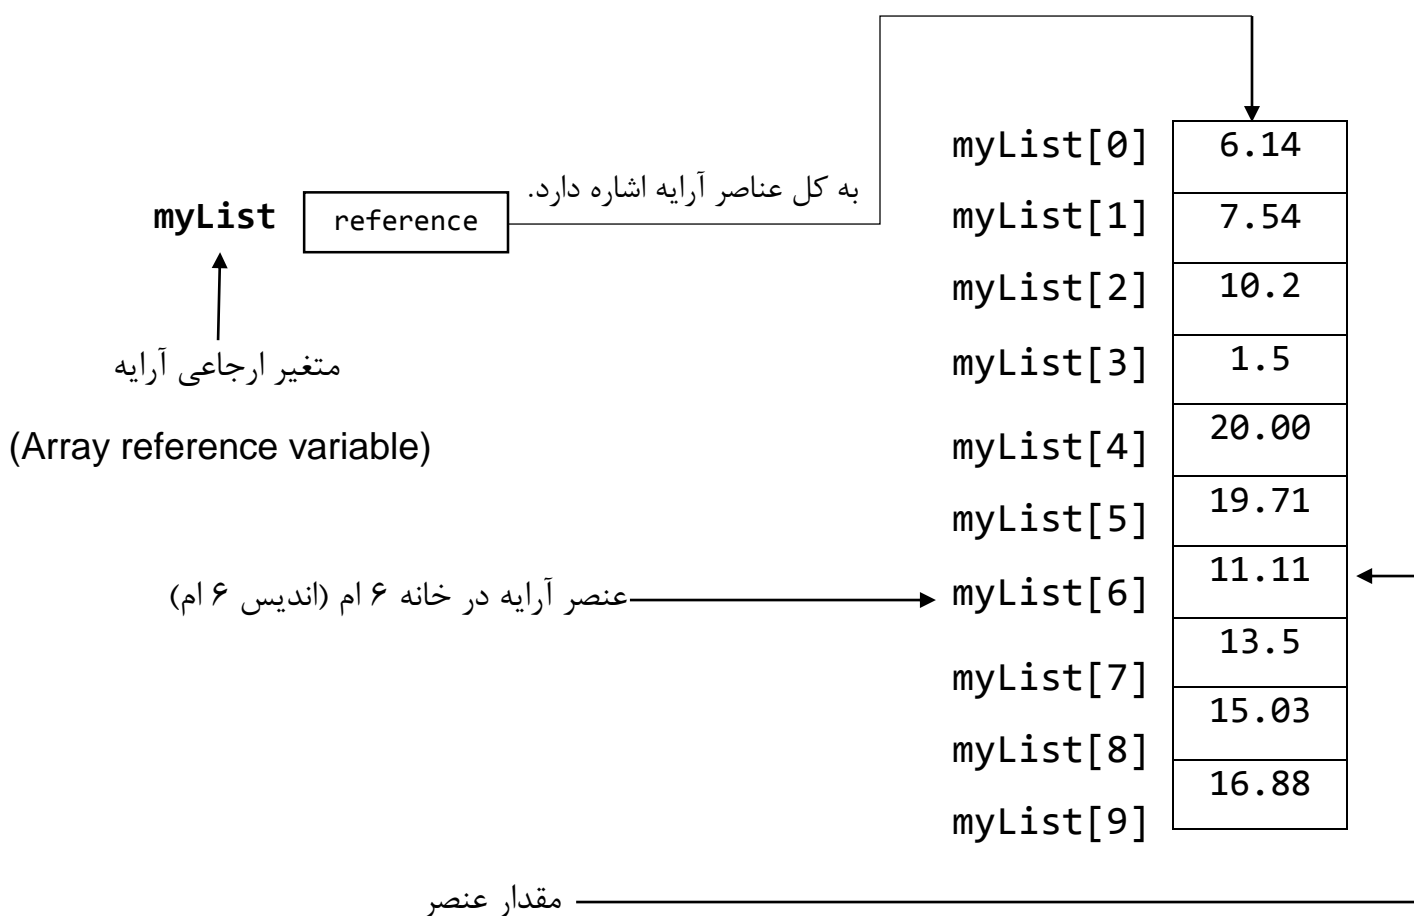 myList[0] 6.14
به کل عناصر آرایه اشاره دارد.
myList reference
myList[1] 7.54
myList[2] 10.2
myList[3] 1.5
متغیر ارجاعی آرایه
(Array reference variable)
myList[4] 20.00
myList[5] 19.71
عنصر آرایه در خانه ۶ ام (اندیس ۶ ام)
myList[6] 11.11
myList[7] 13.5
myList[8] 15.03
myList[9] 16.88
مقدار عنصر